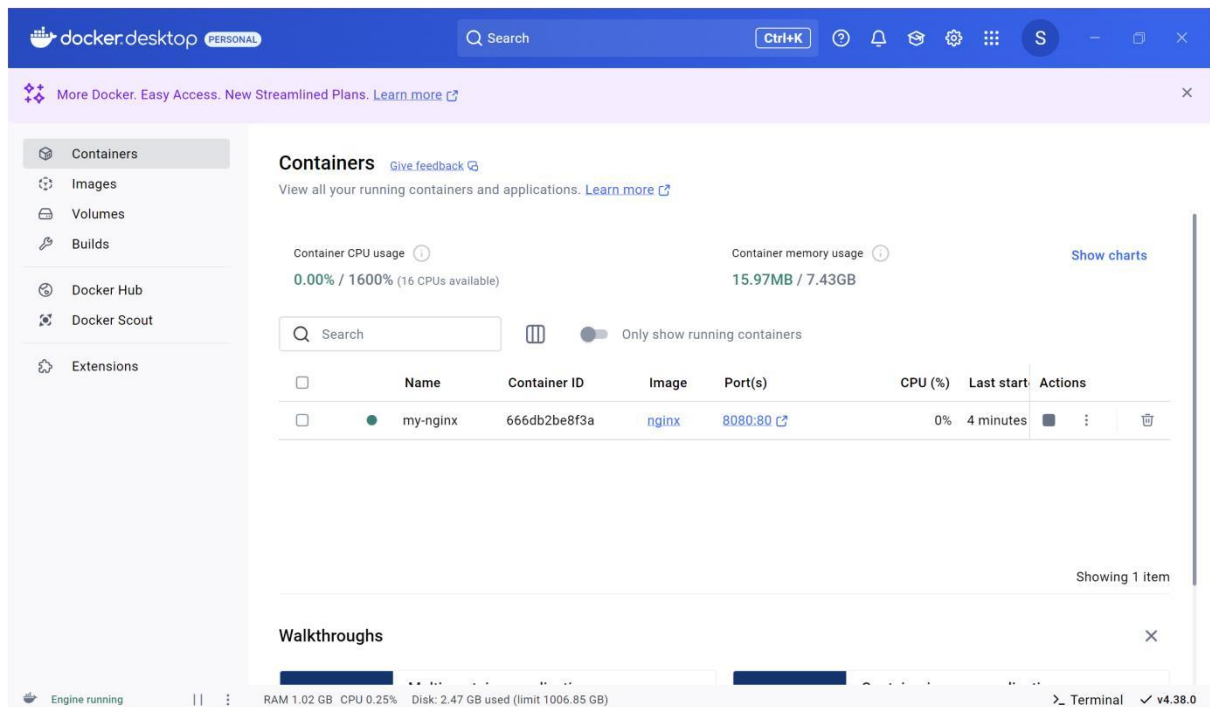 docker.desktop PERSONAL
Search Ctrl+K
S
More Docker. Easy Access. New Streamlined Plans. Learn more
Containers
Images
Volumes
Builds
Docker Hub
Docker Scout
Extensions
Containers Give feedback
View all your running containers and applications. Learn more
Container CPU usage
0.00% / 1600% (16 CPUs available)
Container memory usage
15.97MB / 7.43GB
Show charts
Search
Only show running containers
Name Container ID Image Port(s) CPU (%) Last start Actions
my-nginx 666db2be8f3a nginx 8080:80 0% 4 minutes
Showing 1 item
Walkthroughs
Engine running
RAM 1.02 GB CPU 0.25% Disk: 2.47 GB used (limit 1006.85 GB)
>_ Terminal v4.38.0